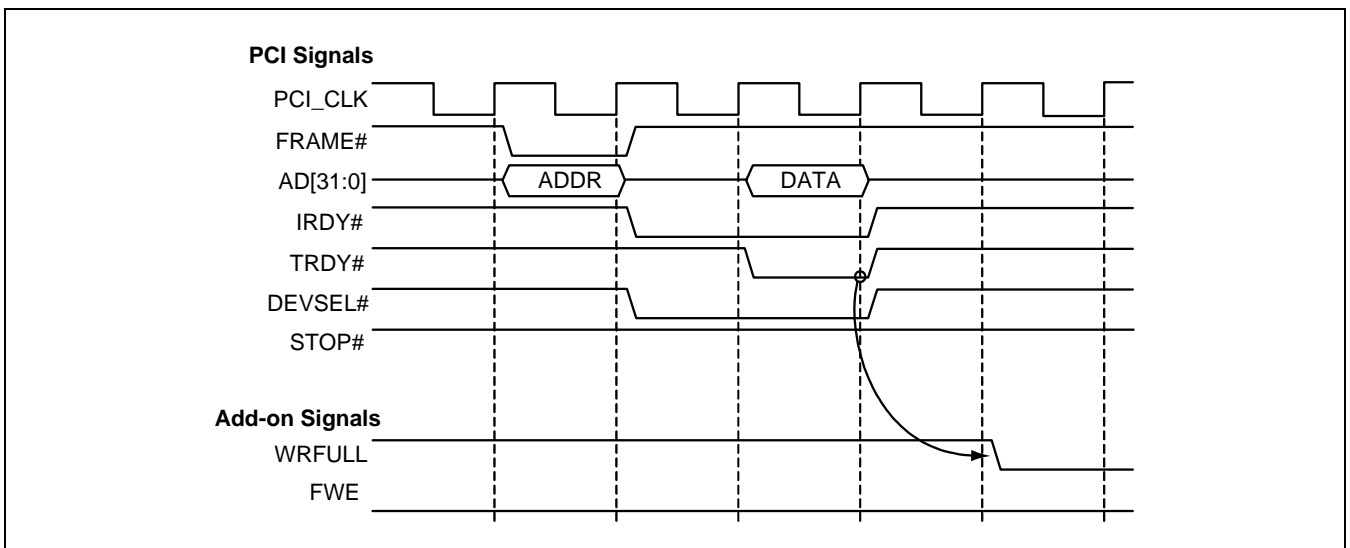 PCI Signals
PCI_CLK
FRAME#
AD[31:0] ADDR DATA
IRDY#
TRDY#
DEVSEL#
STOP#
Add-on Signals
WRFULL
FWE